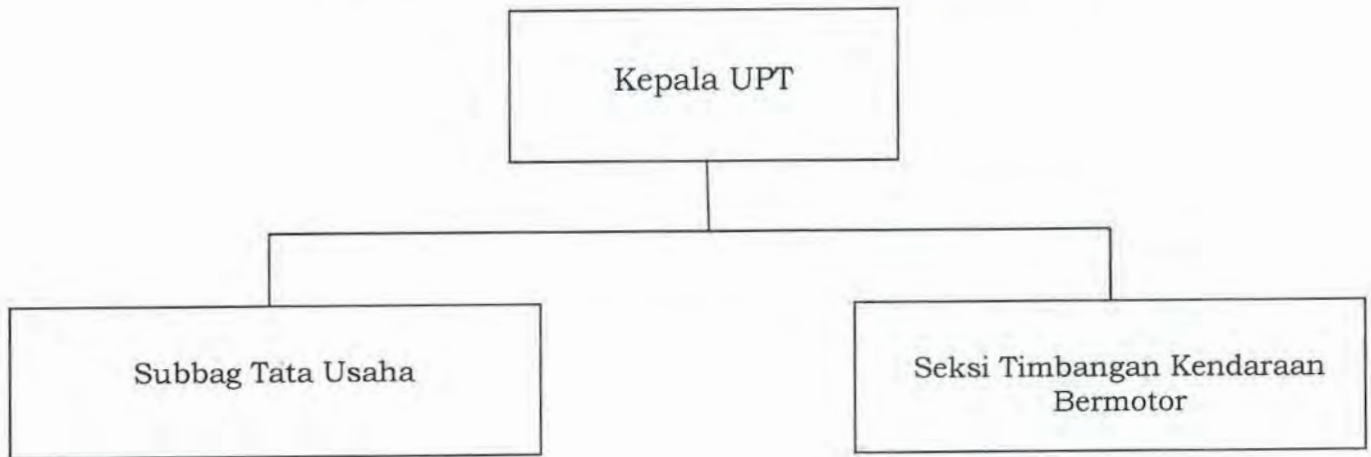 Kepala UPT
Subbag Tata Usaha
Seksi Timbangan Kendaraan
Bermotor